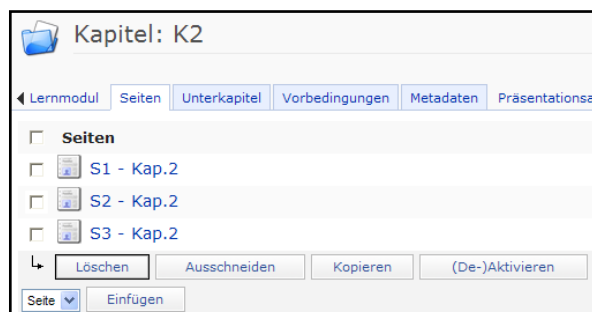 Kapitel: K2
Lernmodul Seiten Unterkapitel Vorbedingungen Metadaten
Seiten
S1 - Kap.2
S2 - Kap.2
S3 - Kap.2
Löschen Ausschneiden Kopieren (De-)Aktivieren
Seite Einfügen